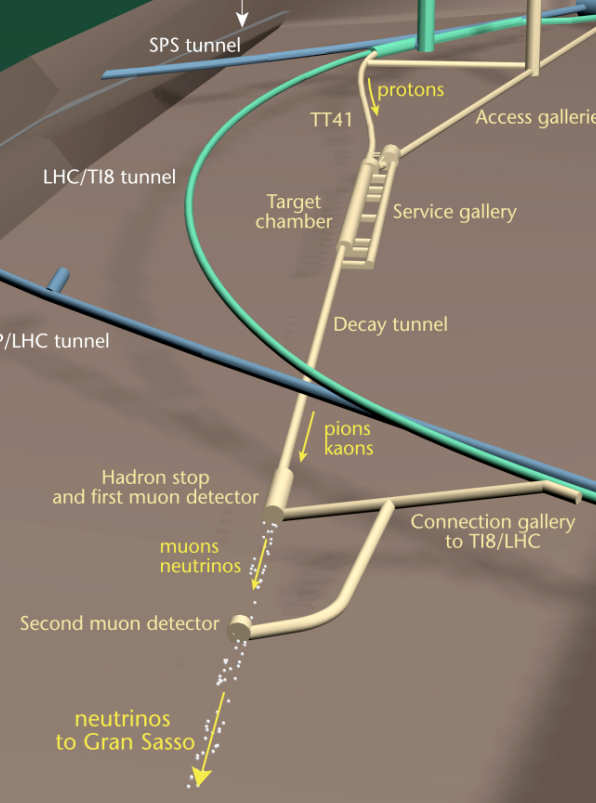 SPS tunnel
protons
TT41
Access gallerie
LHC/TI8 tunnel
Target
chamber
Service gallery
Decay tunnel
P/LHC tunnel
pions
kaons
Hadron stop
and first muon detector
Connection gallery
to TI8/LHC
muons
neutrinos
Second muon detector
neutrinos
to Gran Sasso